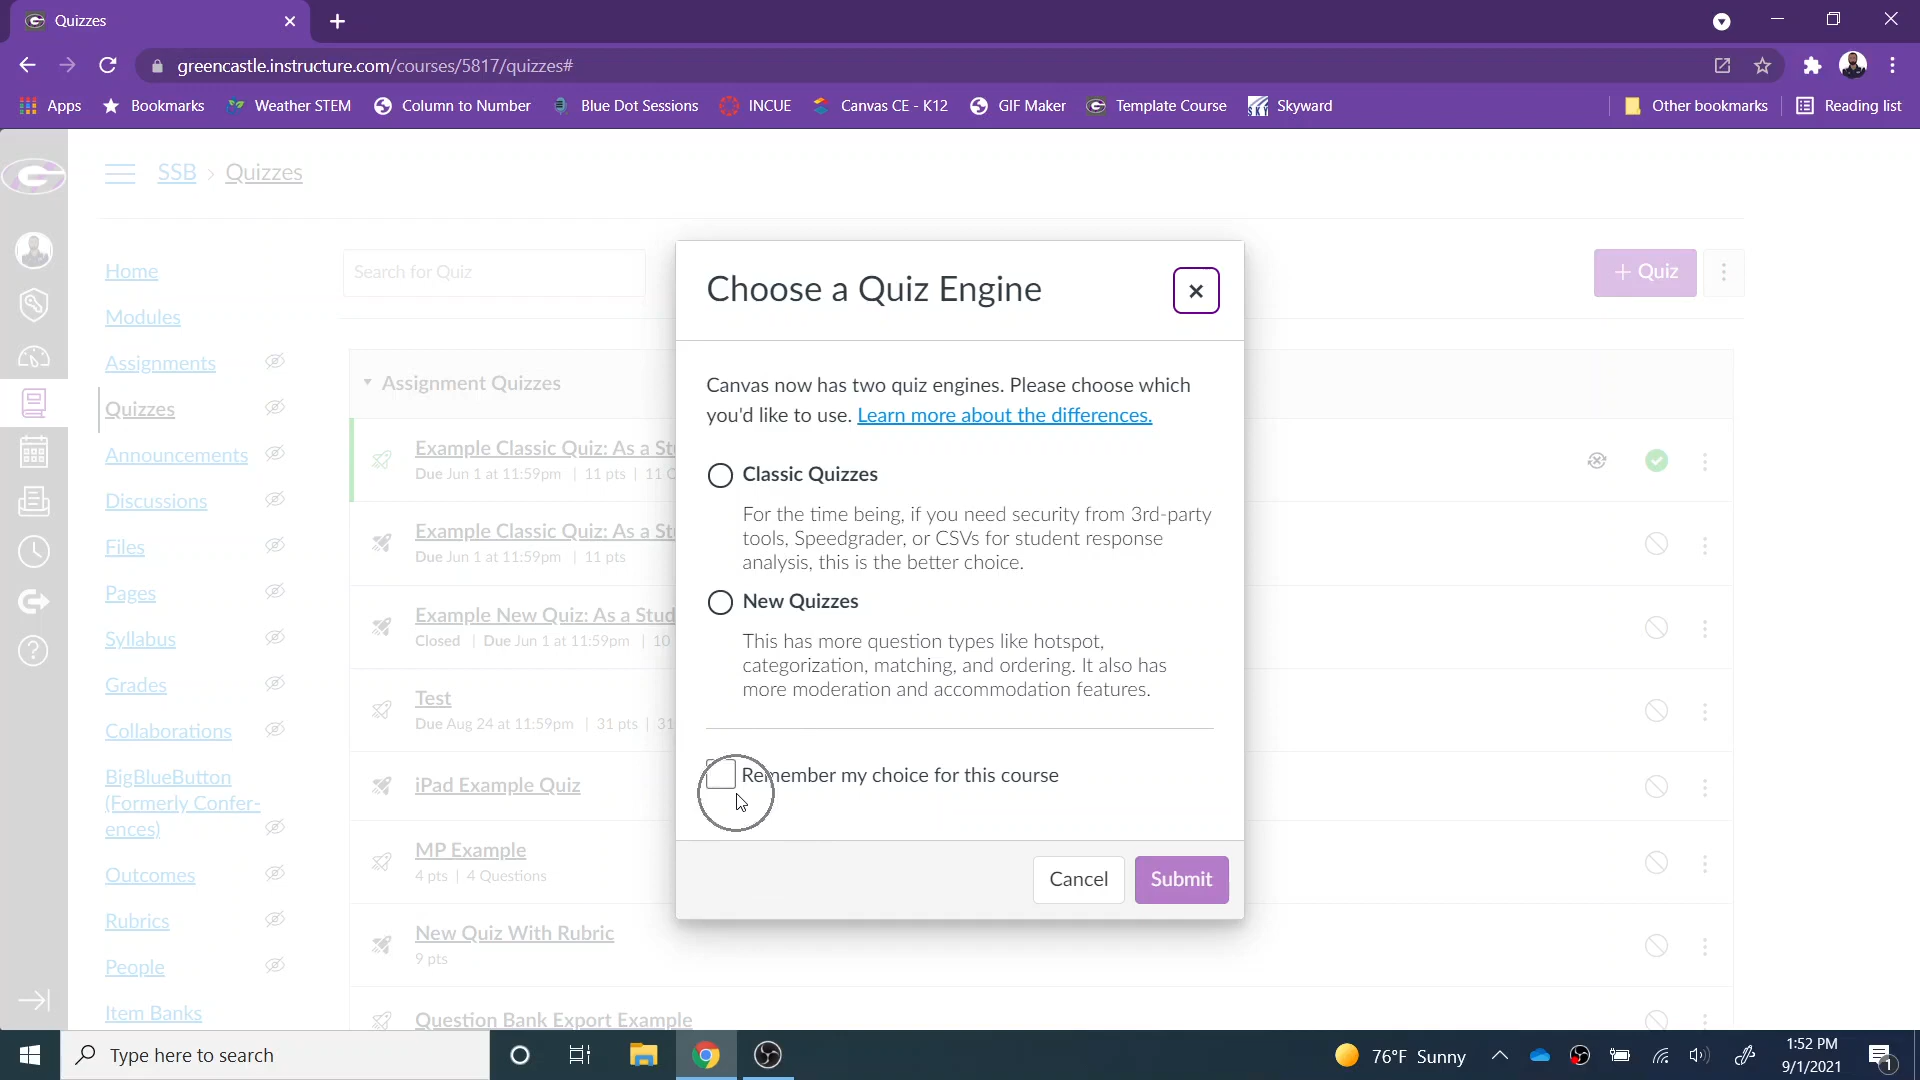 Quizzes
greencastle.instructure.com/courses/5817/quizzes#
Apps Bookmarks Weather STEM Column to Number Blue Dot Sessions INCUE Canvas CE - K12 GIF Maker Template Course Skyward Other bookmarks Reading list
SSB > Quizzes
Home
Modules
Assignments
Quizzes
Announcements
Discussions
Files
Pages
Syllabus
Grades
Collaborations
BigBlueButton
(Formerly Confer-
ences)
Outcomes
Rubrics
People
Item Banks
Search for Quiz
+ Quiz
Assignment Quizzes
Example Classic Quiz: As a St
Due Jun 1 at 11:59pm | 11 pts | 11
Example Classic Quiz: As a St
Due Jun 1 at 11:59pm | 11 pts
Example New Quiz: As a Stud
Closed | Due Jun 1 at 11:59pm | 10
Test
Due Aug 24 at 11:59pm | 31 pts | 31
iPad Example Quiz
MP Example
4 pts | 4 Questions
New Quiz With Rubric
9 pts
Question Bank Export Example
Choose a Quiz Engine
Canvas now has two quiz engines. Please choose which
you'd like to use. Learn more about the differences.
Classic Quizzes
For the time being, if you need security from 3rd-party
tools, Speedgrader, or CSVs for student response
analysis, this is the better choice.
New Quizzes
This has more question types like hotspot,
categorization, matching, and ordering. It also has
more moderation and accommodation features.
Remember my choice for this course
Cancel Submit
Type here to search
76°F Sunny
1:52 PM
9/1/2021
1